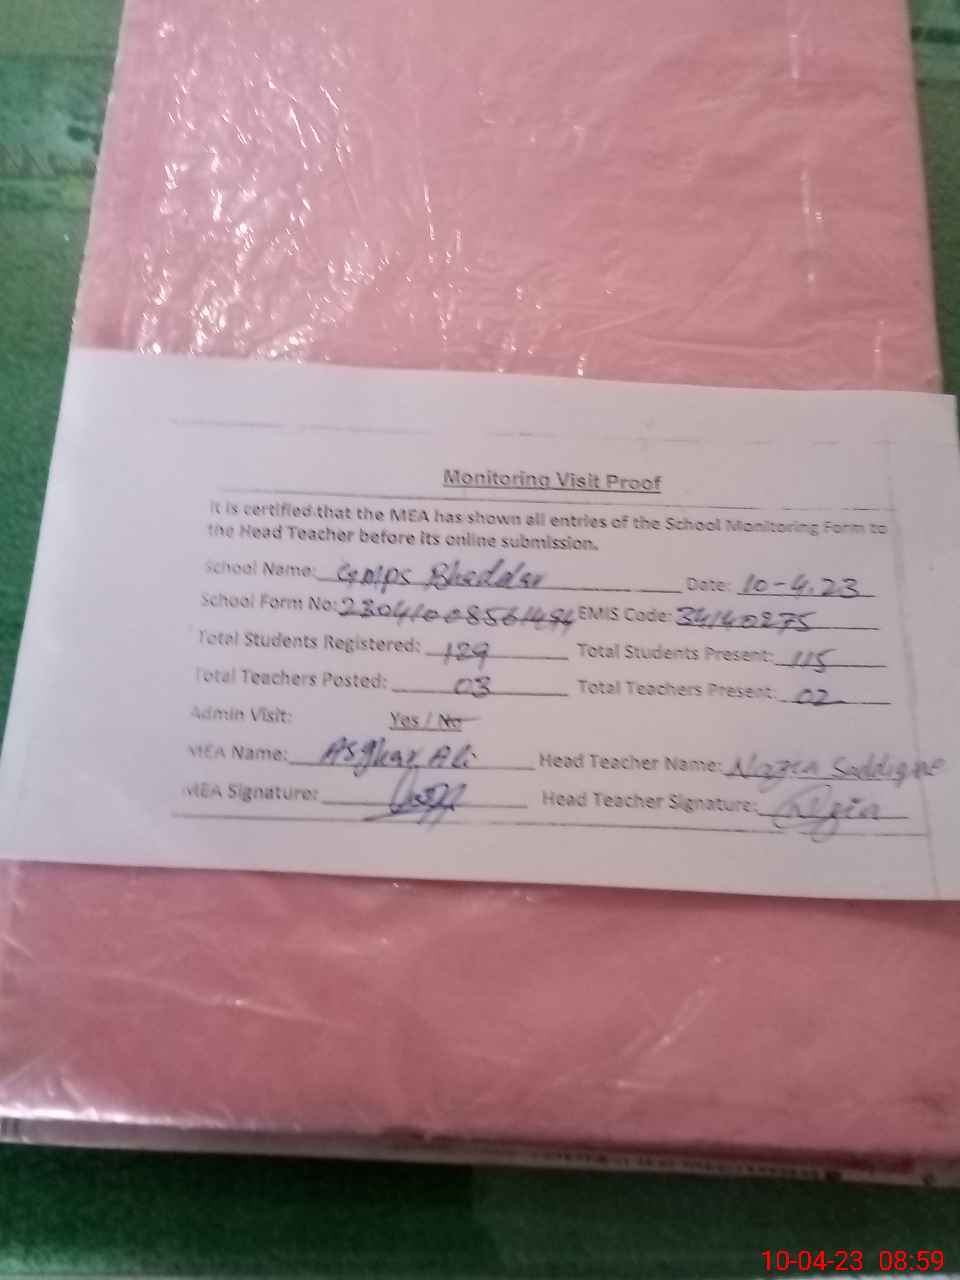 Monitoring Visit Proof
It is certified that the MEA has shown all entries of the School Monitoring Form to
the Head Teacher before its online submission.
School Name: GMPS Bheddar Date: 10-4.23
School Form No: 23041008561494 EMIS Code: 34140275
Total Students Registered: 129 Total Students Present: 115
Total Teachers Posted: 03 Total Teachers Present: 02
Admin Visit: Yes / No
MEA Name: Asghar Ali Head Teacher Name: Nazia Saddique
MEA Signature: Head Teacher Signature:
10-04-23 08:59